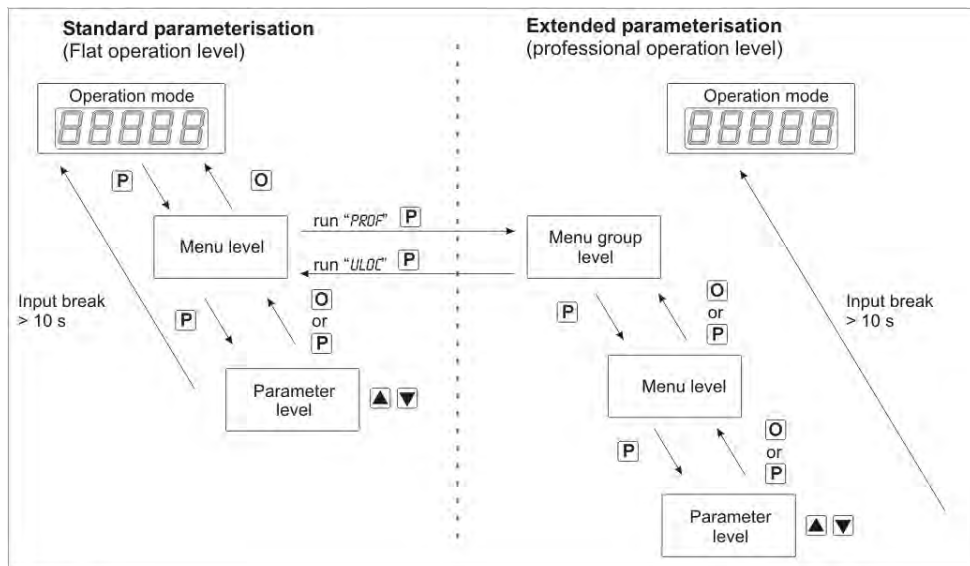 Standard parameterisation
(Flat operation level)
Operation mode
88888
P
O
Menu level
run "PROF" P
run "ULOC" P
Input break
> 10 s
P
O
or
P
Parameter
level
▲ ▼
Extended parameterisation
(professional operation level)
Operation mode
88888
Menu group
level
P
O
or
P
Input break
> 10 s
Menu level
P
O
or
P
Parameter
level
▲ ▼